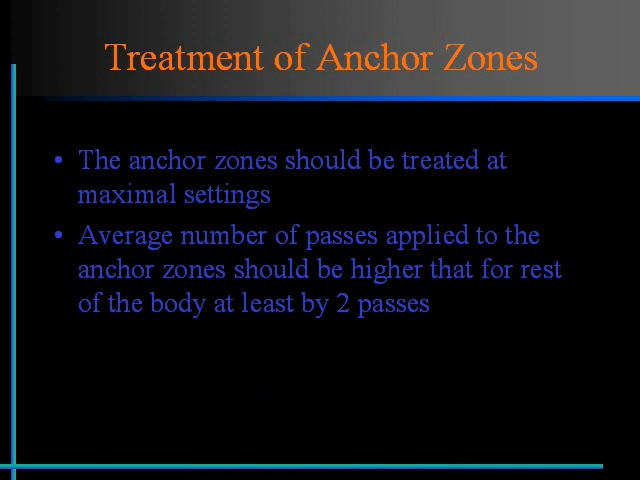 Treatment of Anchor Zones
• The anchor zones should be treated at
maximal settings
• Average number of passes applied to the
anchor zones should be higher that for rest
of the body at least by 2 passes